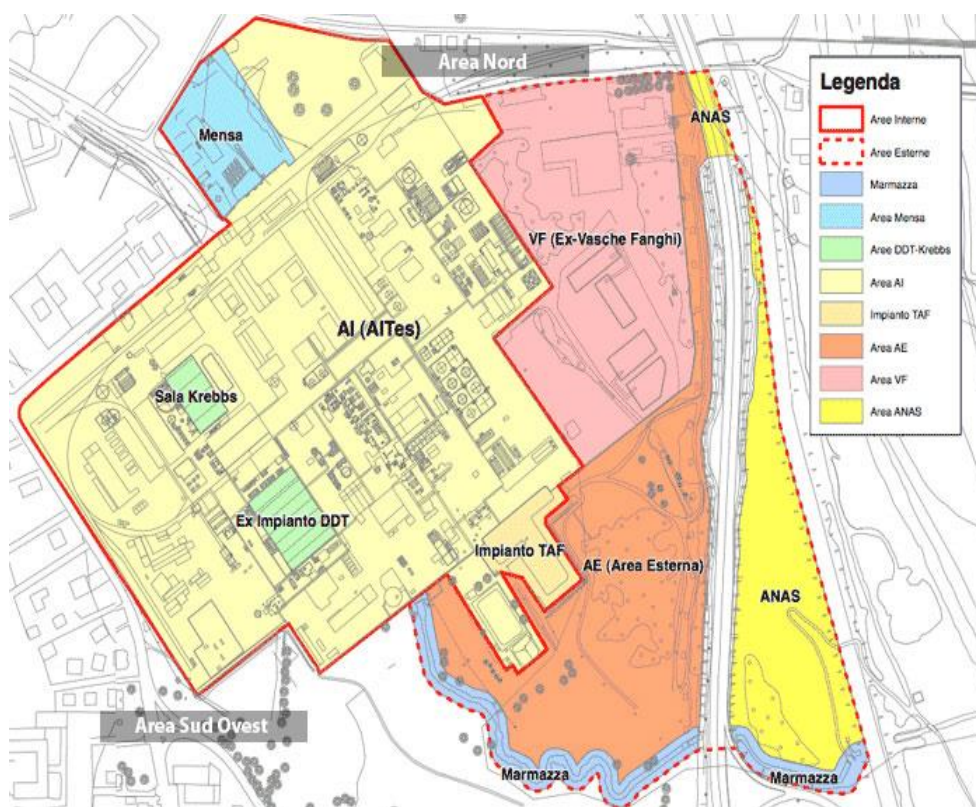 Area Nord
Mensa
ANAS
VF (Ex-Vasche Fanghi)
AI (AITes)
Sala Krebbs
Ex Impianto DDT
Impianto TAF
AE (Area Esterna)
ANAS
Area Sud Ovest
Marmazza
Marmazza
Legenda
Aree Interne
Aree Esterne
Marmazza
Area Mensa
Aree DDT-Krebbs
Area AI
Impianto TAF
Area AE
Area VF
Area ANAS